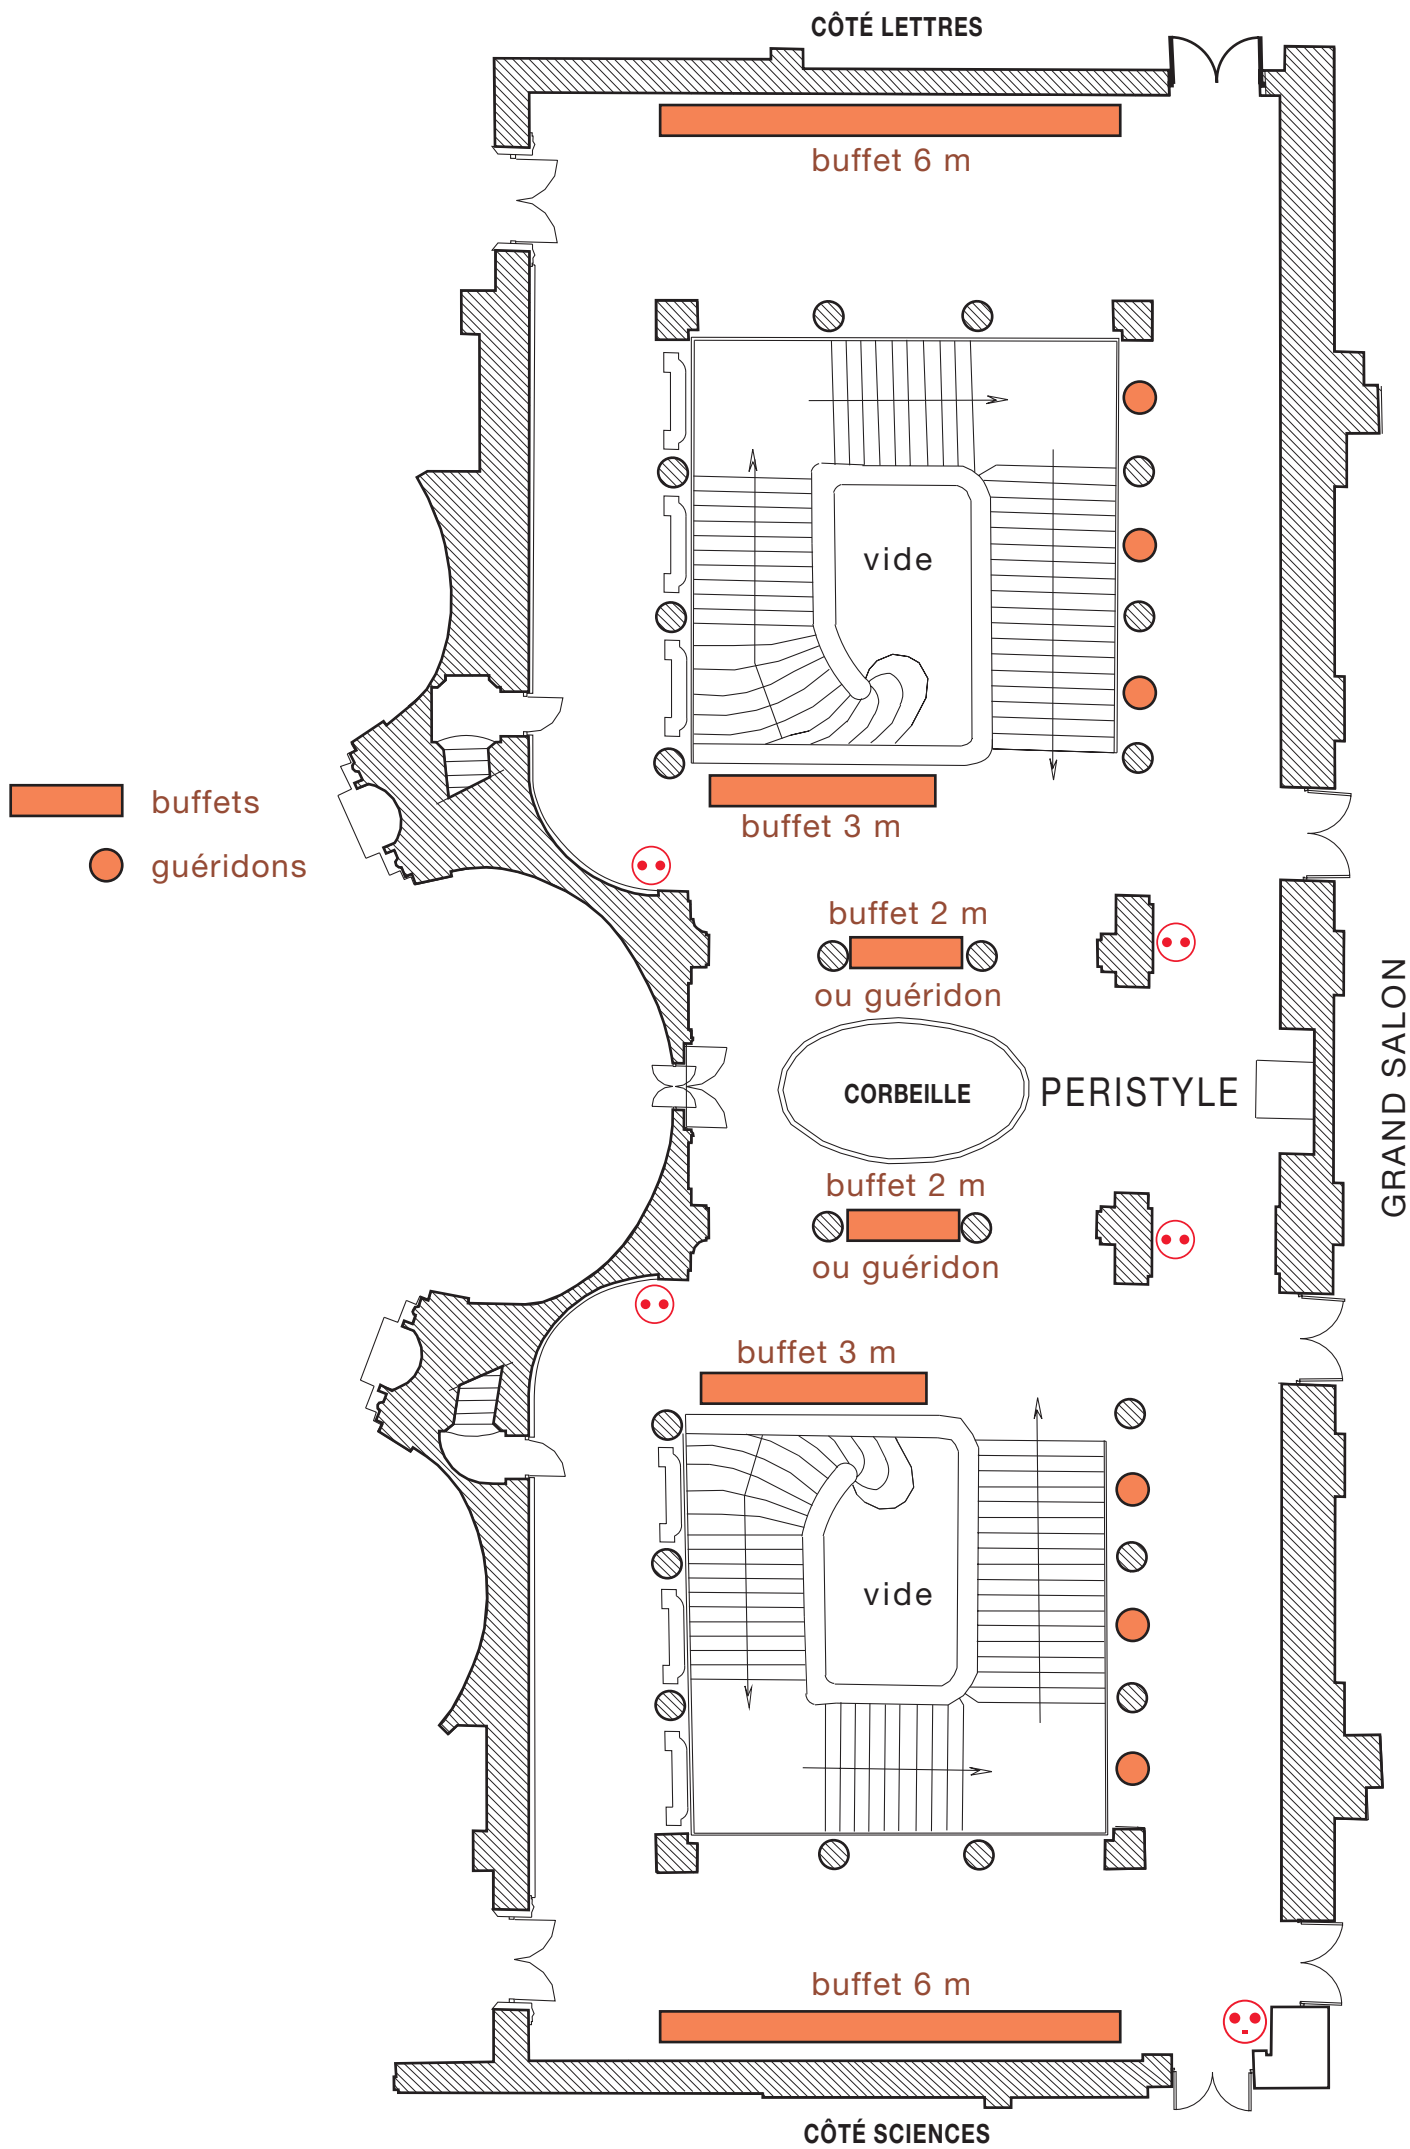 CÔTÉ LETTRES
buffet 6 m
vide
buffets
guéridons
buffet 3 m
buffet 2 m
ou guéridon
CORBEILLE
PERISTYLE
GRAND SALON
buffet 2 m
ou guéridon
buffet 3 m
vide
buffet 6 m
CÔTÉ SCIENCES